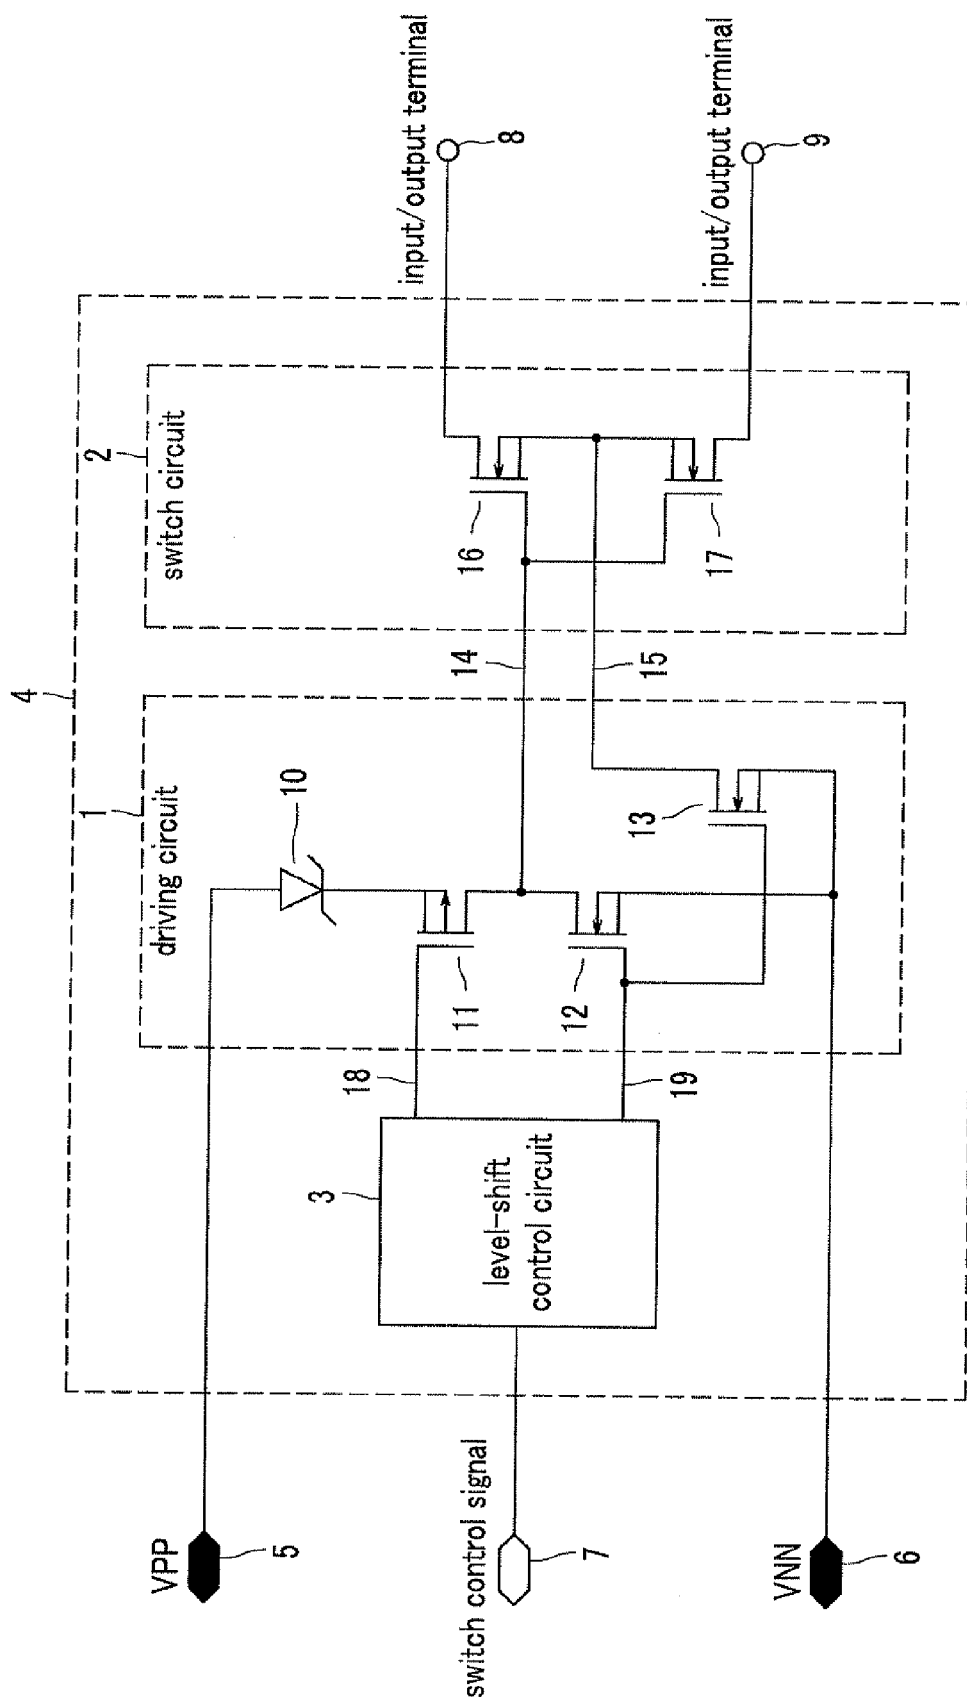 4
1
driving circuit
2
switch circuit
VPP
5
10
input/output terminal
8
3
level-shift
control circuit
18
11
14
16
switch control signal
7
19
12
15
13
17
input/output terminal
9
VNN
6